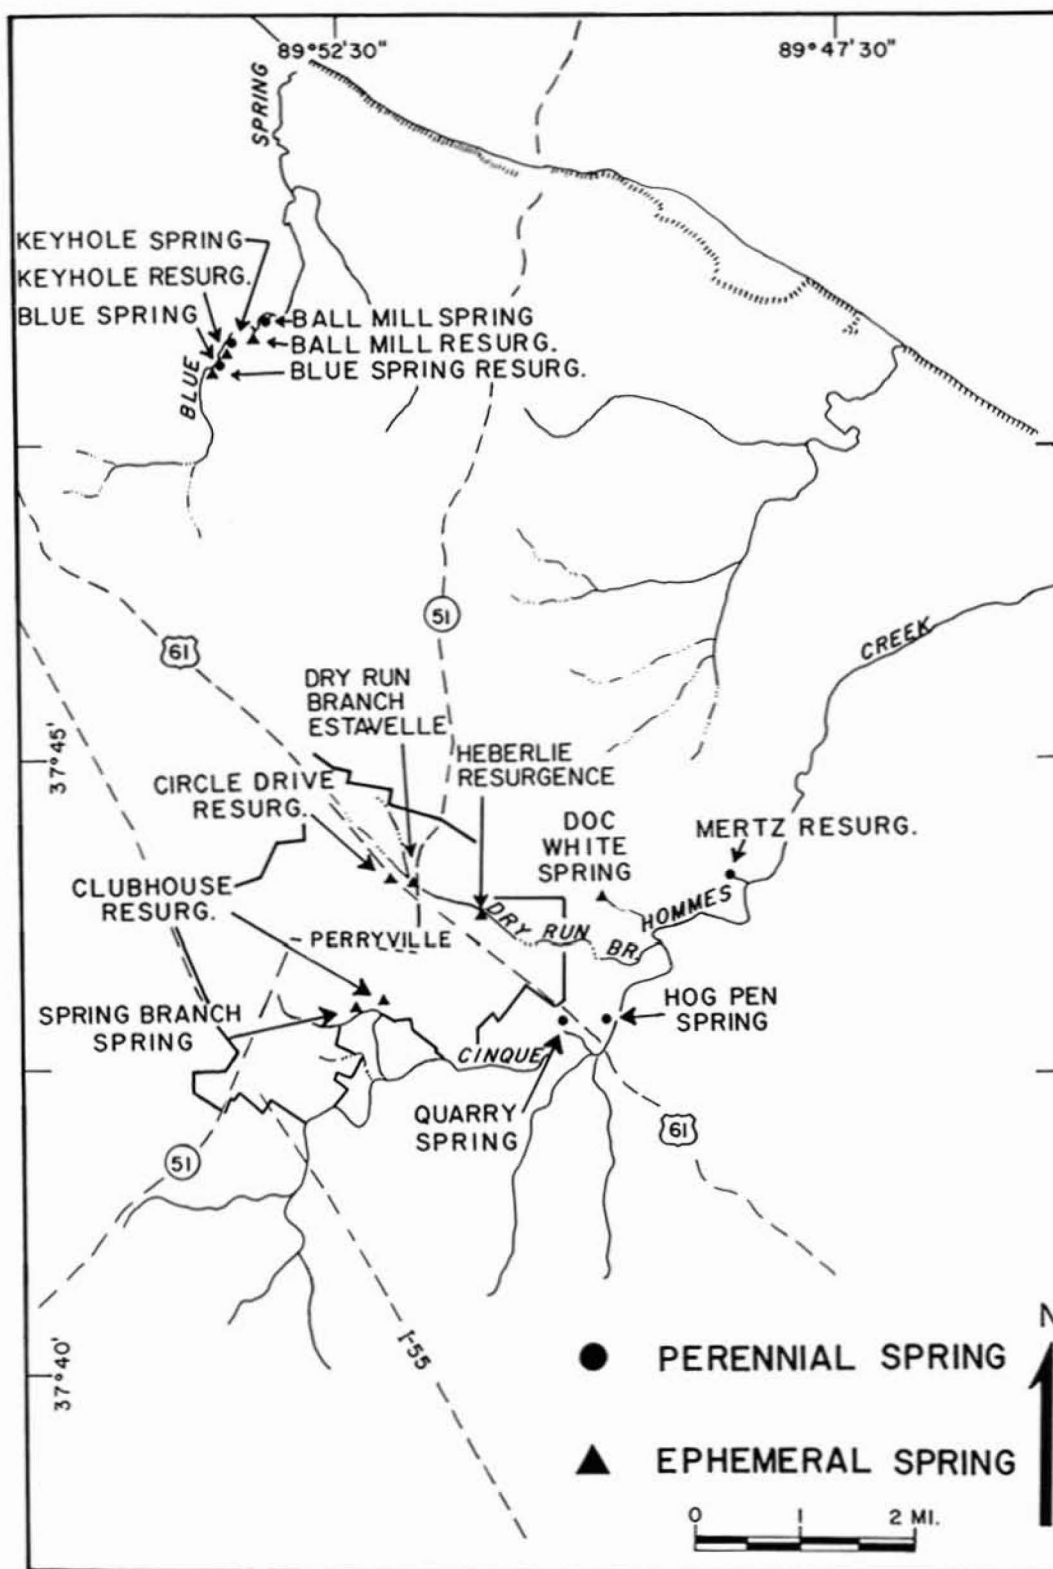 89°52'30"
89°47'30"
SPRING
KEYHOLE SPRING
KEYHOLE RESURG.
BLUE SPRING
BALL MILL SPRING
BALL MILL RESURG.
BLUE SPRING RESURG.
BLUE
51
61
CREEK
DRY RUN
BRANCH
ESTAVELLE
HEBERLIE
RESURGENCE
37°45'
CIRCLE DRIVE
RESURG.
DOC
WHITE
SPRING
MERTZ RESURG.
CLUBHOUSE
RESURG.
HOMMES
DRY RUN BR.
PERRYVILLE
SPRING BRANCH
SPRING
HOG PEN
SPRING
CINQUE
QUARRY
SPRING
61
51
I-55
37°40'
N
PERENNIAL SPRING
EPHEMERAL SPRING
0 1 2 MI.